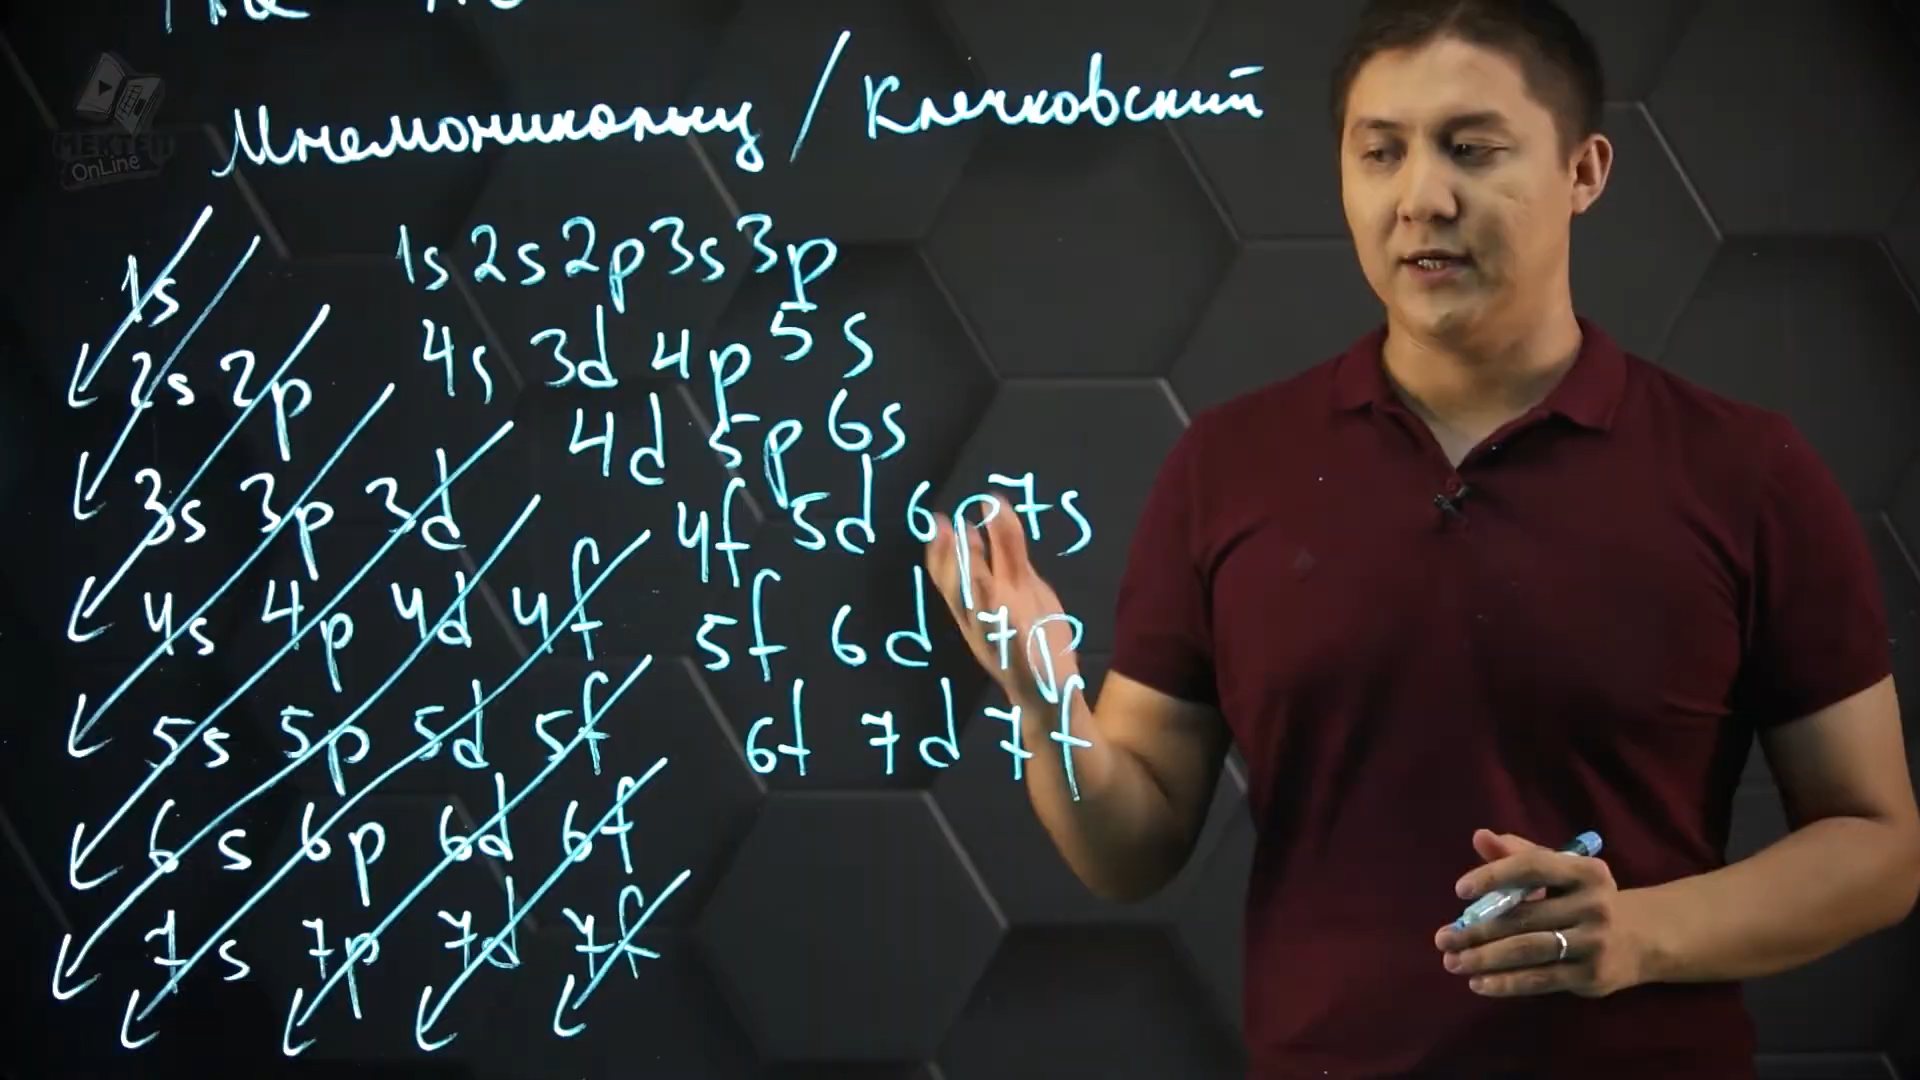 Мнемоникалық / Клечковский
МЕКТЕП
OnLine
1s 2s 2p 3s 3p
4s 3d 4p 5s
4d 5p 6s
4f 5d 6p 7s
5f 6d 7p
6f 7d 7f
1s
2s 2p
3s 3p 3d
4s 4p 4d 4f
5s 5p 5d 5f
6s 6p 6d 6f
7s 7p 7d 7f